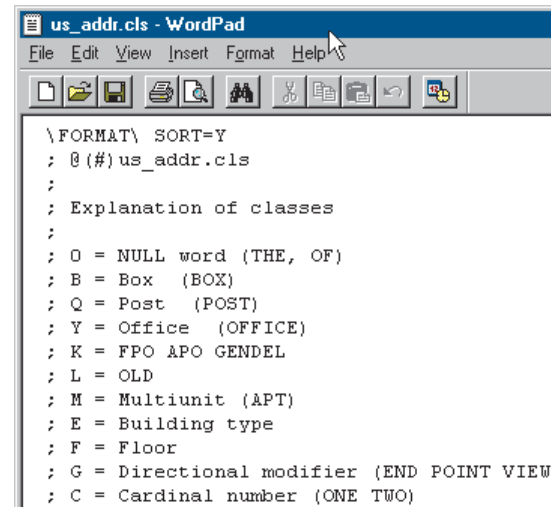 us_addr.cls - WordPad
File Edit View Insert Format Help
\FORMAT\ SORT=Y
; @(#)us_addr.cls
;
; Explanation of classes
;
; O = NULL word (THE, OF)
; B = Box (BOX)
; Q = Post (POST)
; Y = Office (OFFICE)
; K = FPO APO GENDEL
; L = OLD
; M = Multiunit (APT)
; E = Building type
; F = Floor
; G = Directional modifier (END POINT VIEW
; C = Cardinal number (ONE TWO)